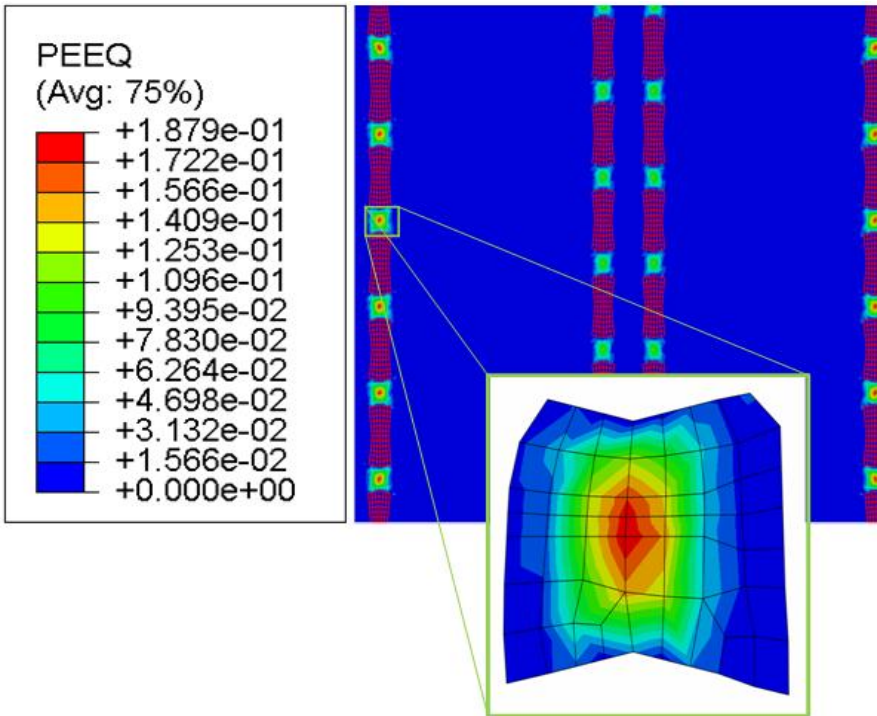 PEEQ
(Avg: 75%)
+1.879e-01
+1.722e-01
+1.566e-01
+1.409e-01
+1.253e-01
+1.096e-01
+9.395e-02
+7.830e-02
+6.264e-02
+4.698e-02
+3.132e-02
+1.566e-02
+0.000e+00